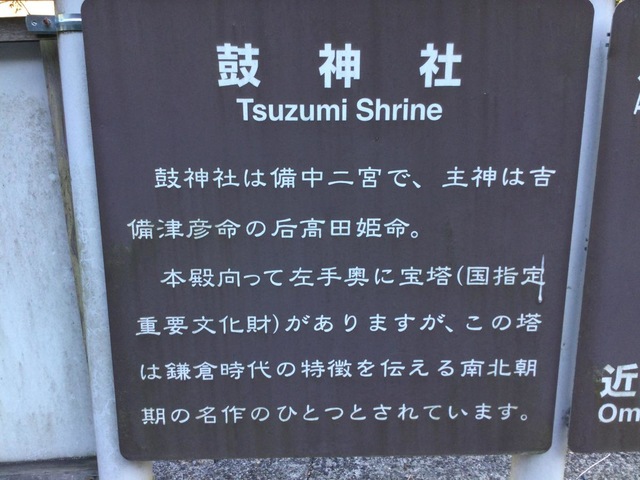 鼓神社
Tsuzumi Shrine
鼓神社は備中二宮で、主神は吉
備津彦命の后高田姫命。
本殿向って左手奥に宝塔(国指定
重要文化財)がありますが、この塔
は鎌倉時代の特徴を伝える南北朝
期の名作のひとつとされています。
近
Om